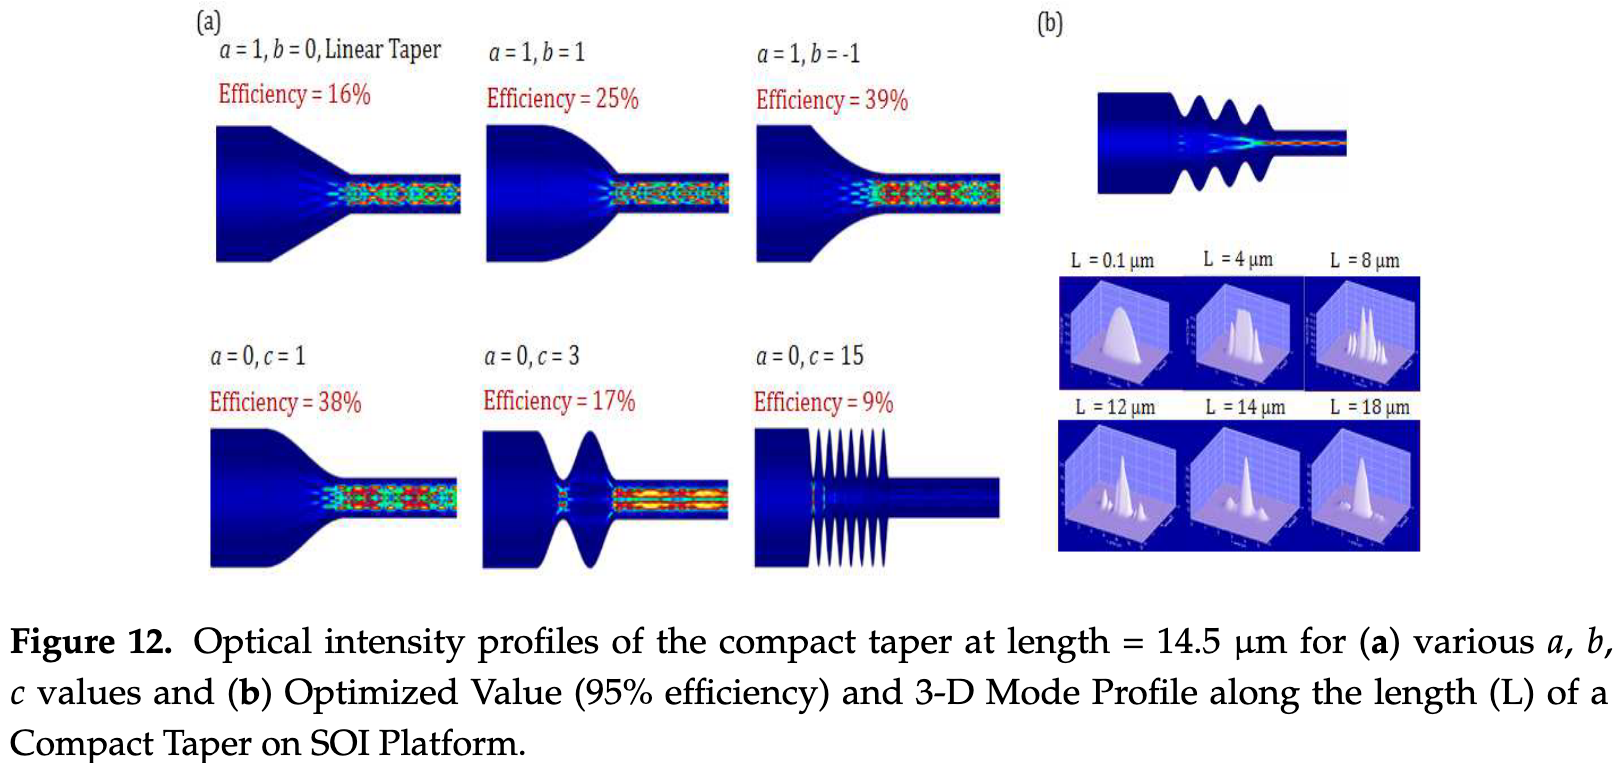 (a)
a = 1, b = 0, Linear Taper
Efficiency = 16%
a = 1, b = 1
Efficiency = 25%
a = 1, b = -1
Efficiency = 39%
a = 0, c = 1
Efficiency = 38%
a = 0, c = 3
Efficiency = 17%
a = 0, c = 15
Efficiency = 9%
(b)
L = 0.1 µm
L = 4 µm
L = 8 µm
L = 12 µm
L = 14 µm
L = 18 µm
Figure 12. Optical intensity profiles of the compact taper at length = 14.5 µm for (a) various a, b,
c values and (b) Optimized Value (95% efficiency) and 3-D Mode Profile along the length (L) of a
Compact Taper on SOI Platform.